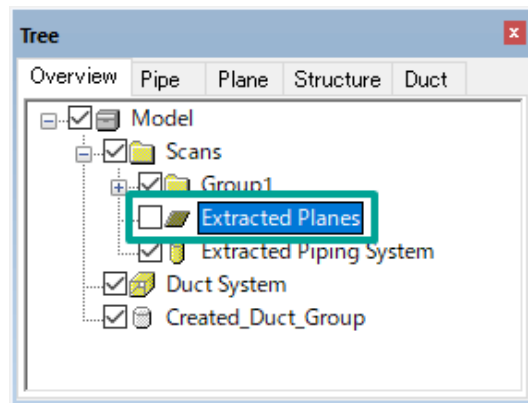 Tree
Overview Pipe Plane Structure Duct
Model
Scans
Group1
Extracted Planes
Extracted Piping System
Duct System
Created_Duct_Group